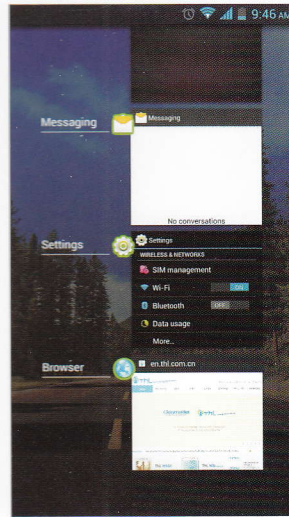 9:46 AM
Messaging
Messaging
No conversations
Settings
Settings
WIRELESS & NETWORKS
SIM management
Wi-Fi ON
Bluetooth OFF
Data usage
More...
Browser
en.thl.com.cn
thl